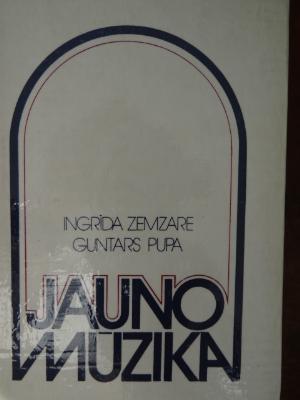 INGRĪDA ZEMZARE
GUNTARS PUPA
JAUNO
MŪZIKA